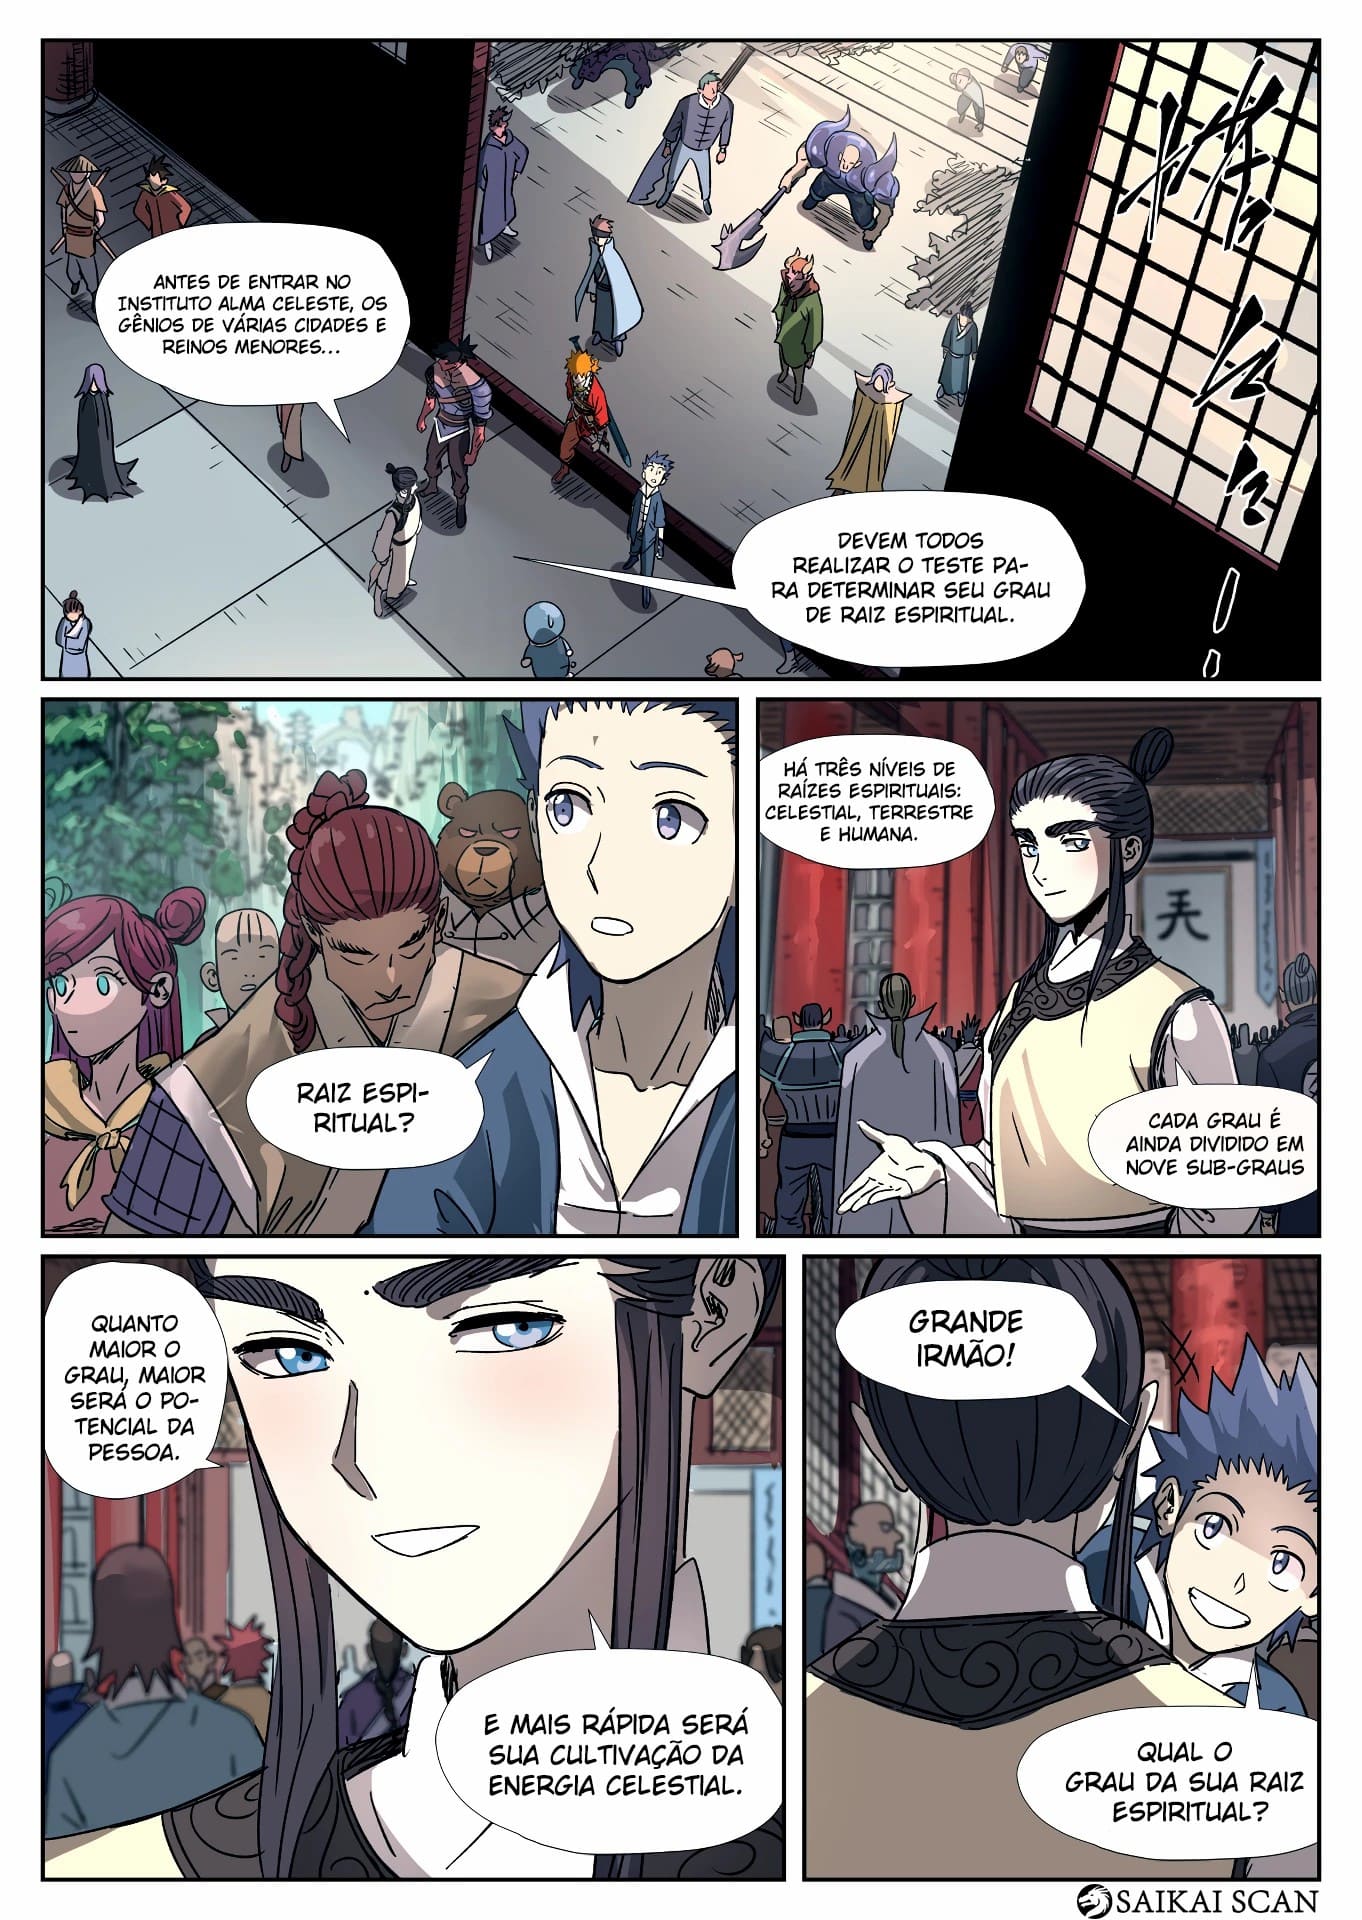 ANTES DE ENTRAR NO
INSTITUTO ALMA CELESTE, OS
GÊNIOS DE VÁRIAS CIDADES E
REINOS MENORES...
DEVEM TODOS
REALIZAR O TESTE PA-
RA DETERMINAR SEU GRAU
DE RAIZ ESPIRITUAL.
RAIZ ESPI-
RITUAL?
HÁ TRÊS NÍVEIS DE
RAÍZES ESPIRITUAIS:
CELESTIAL, TERRESTRE
E HUMANA.
天
CADA GRAU É
AINDA DIVIDIDO EM
NOVE SUB-GRAUS
QUANTO
MAIOR O
GRAU, MAIOR
SERÁ O PO-
TENCIAL DA
PESSOA.
E MAIS RÁPIDA SERÁ
SUA CULTIVAÇÃO DA
ENERGIA CELESTIAL.
GRANDE
IRMÃO!
QUAL O
GRAU DA SUA RAIZ
ESPIRITUAL?
SAIKAI SCAN